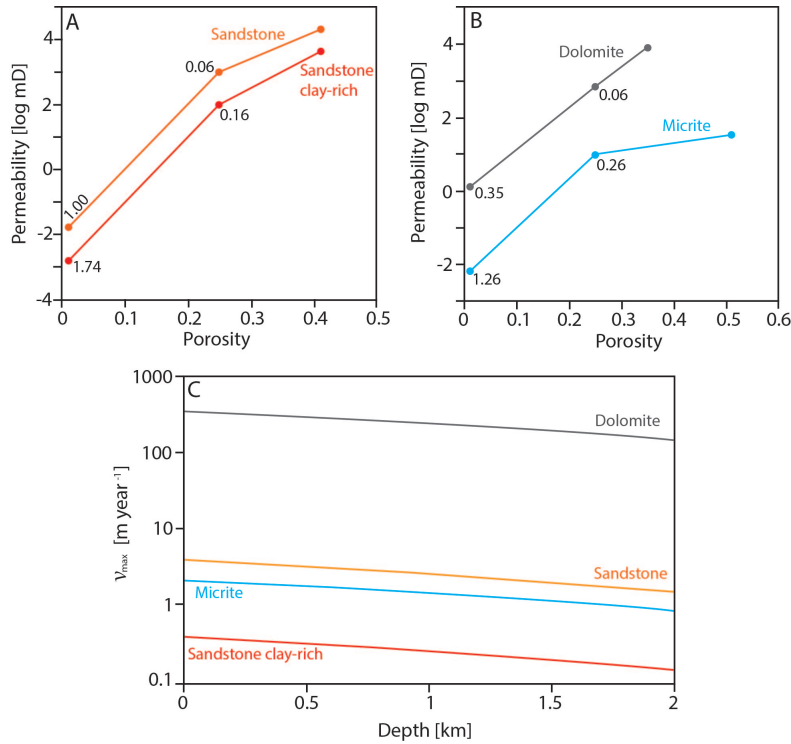 A
Sandstone
Sandstone
clay-rich
0.06
0.16
1.00
1.74
4
2
0
-2
-4
0
0.1
0.2
0.3
0.4
0.5
Permeability [log mD]
Porosity
B
Dolomite
Micrite
0.06
0.26
0.35
1.26
4
2
0
-2
0
0.1
0.2
0.3
0.4
0.5
0.6
Permeability [log mD]
Porosity
C
Dolomite
Sandstone
Micrite
Sandstone clay-rich
1000
100
10
1
0.1
0
0.5
1
1.5
2
νmax [m year -1]
Depth [km]